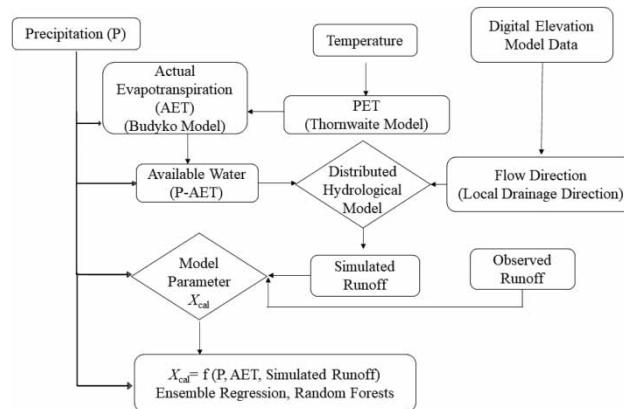 Precipitation (P)
Temperature
Digital Elevation
Model Data
Actual
Evapotranspiration
(AET)
(Budyko Model)
PET
(Thornwaite Model)
Available Water
(P-AET)
Distributed
Hydrological
Model
Flow Direction
(Local Drainage Direction)
Model
Parameter
Xcal
Simulated
Runoff
Observed
Runoff
Xcal= f (P, AET, Simulated Runoff)
Ensemble Regression, Random Forests